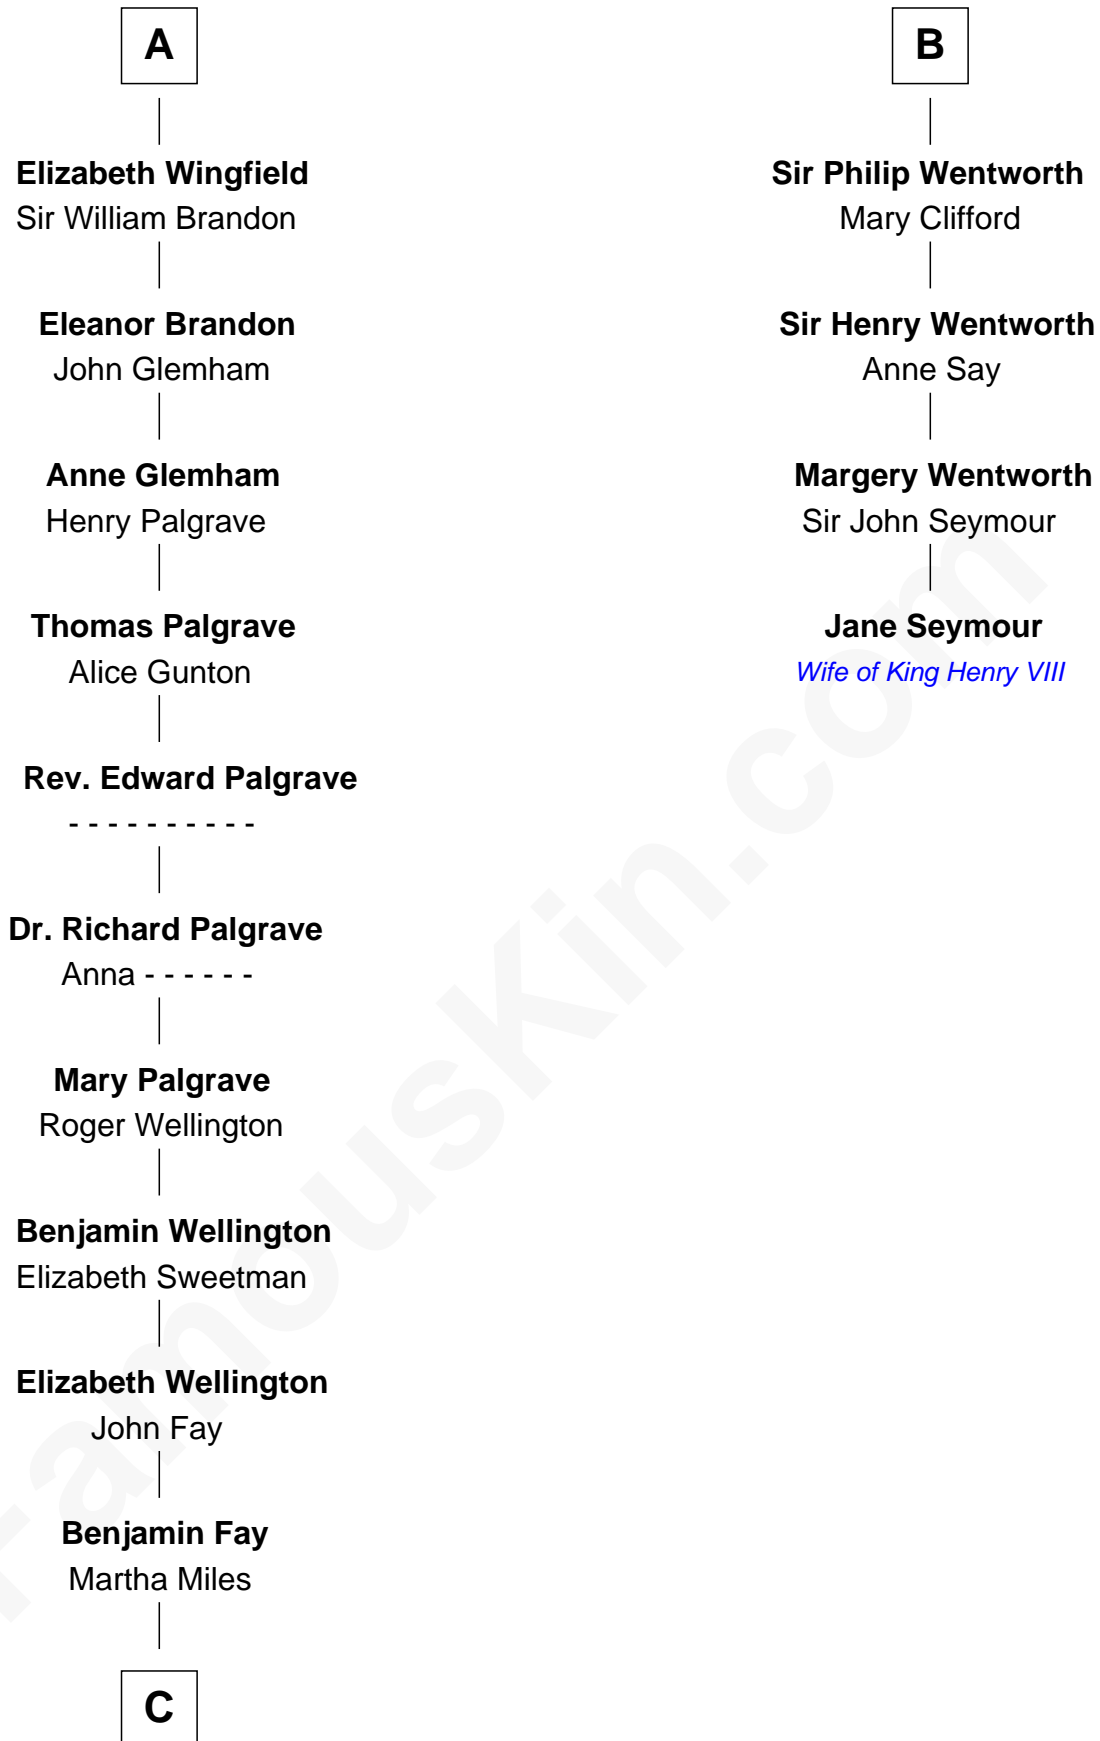 A
Elizabeth Wingfield
Sir William Brandon
Eleanor Brandon
John Glemham
Anne Glemham
Henry Palgrave
Thomas Palgrave
Alice Gunton
Rev. Edward Palgrave
- - - - - - - - - -
Dr. Richard Palgrave
Anna - - - - - -
Mary Palgrave
Roger Wellington
Benjamin Wellington
Elizabeth Sweetman
Elizabeth Wellington
John Fay
Benjamin Fay
Martha Miles
C
B
Sir Philip Wentworth
Mary Clifford
Sir Henry Wentworth
Anne Say
Margery Wentworth
Sir John Seymour
Jane Seymour
Wife of King Henry VIII
FamousKin.com